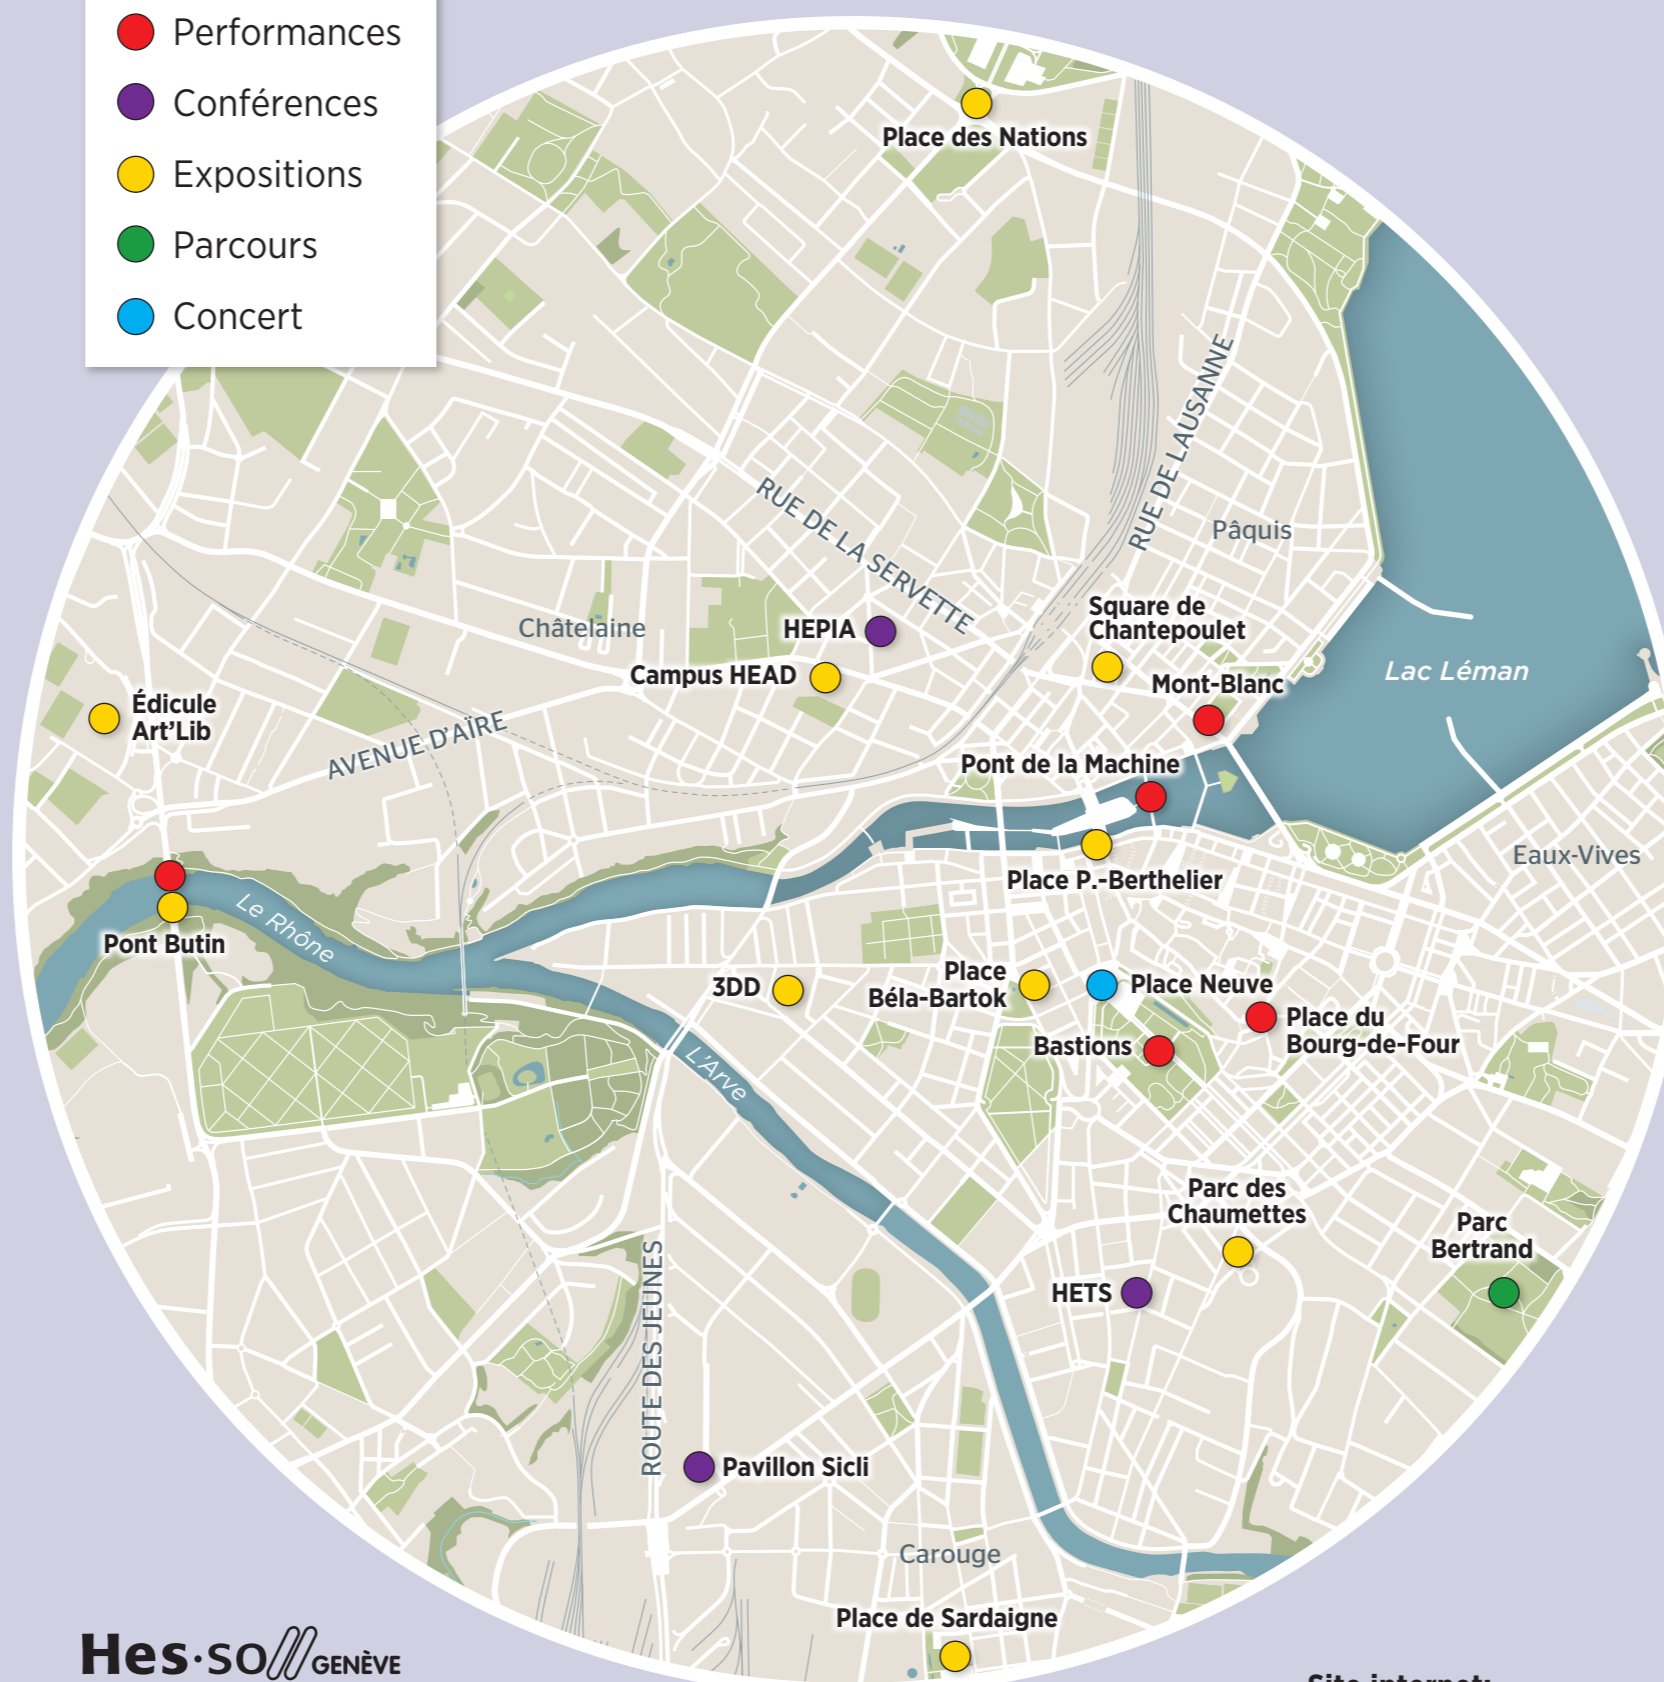 Performances
Conférences
Expositions
Parcours
Concert
Place des Nations
RUE DE LAUSANNE
Pâquis
RUE DE LA SERVETTE
Châtelaine
HEPIA
Campus HEAD
Square de
Chantepoulet
Mont-Blanc
Lac Léman
Édicule
Art'Lib
AVENUE D'AÏRE
Pont de la Machine
Eaux-Vives
Place P.-Berthelier
Le Rhône
Pont Butin
3DD
Place
Béla-Bartok
Place Neuve
Place du
Bourg-de-Four
Bastions
L'Arve
Parc des
Chaumettes
Parc
Bertrand
HETS
ROUTE DES JEUNES
Pavillon Sicli
Carouge
Place de Sardaigne
Hes·so GENÈVE
Site internet: